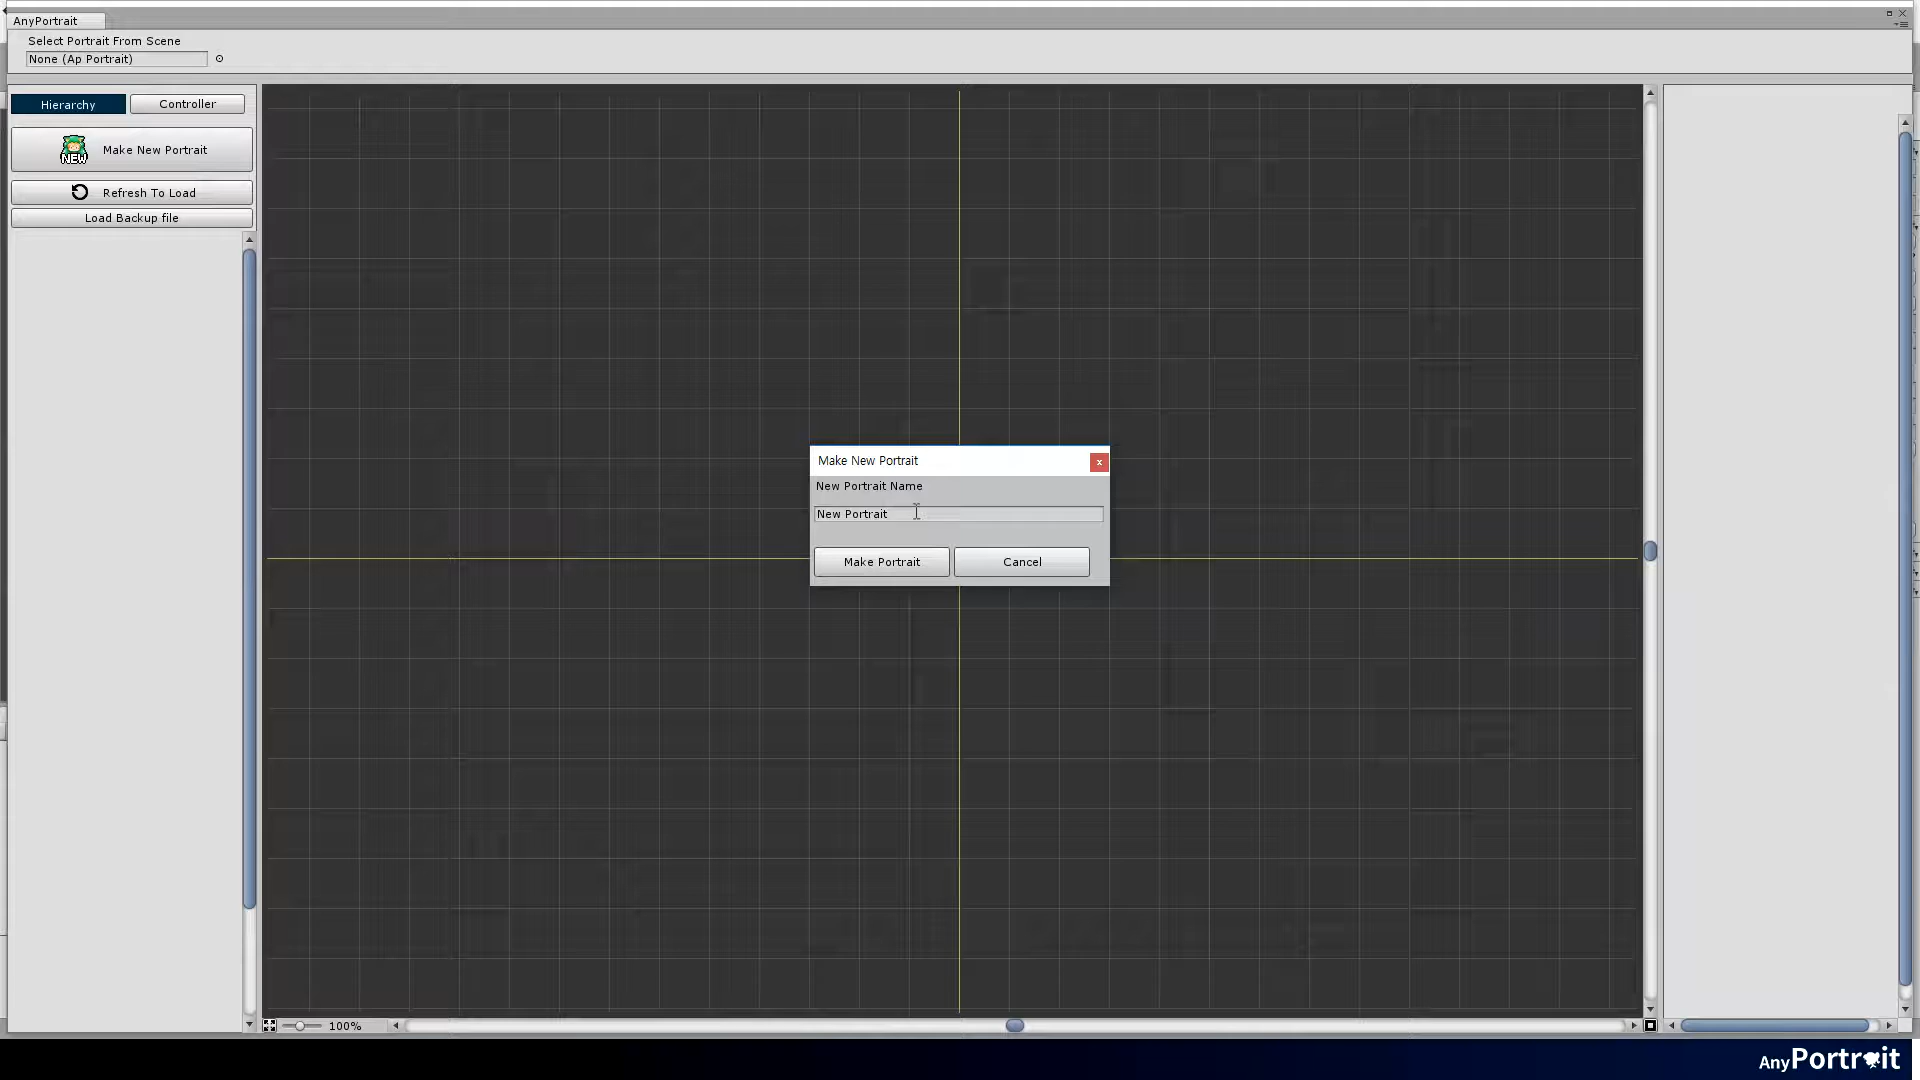 AnyPortrait
Select Portrait From Scene
None (Ap Portrait)
Hierarchy
Controller
NEW
Make New Portrait
Refresh To Load
Load Backup file
Make New Portrait
x
New Portrait Name
New Portrait
Make Portrait
Cancel
100%
AnyPortrait